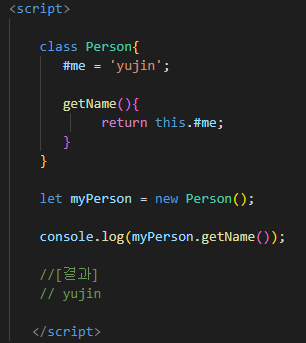 <script>
class Person{
#me = 'yujin';
getName(){
return this.#me;
}
}
let myPerson = new Person();
console.log(myPerson.getName());
//[결과]
// yujin
</script>